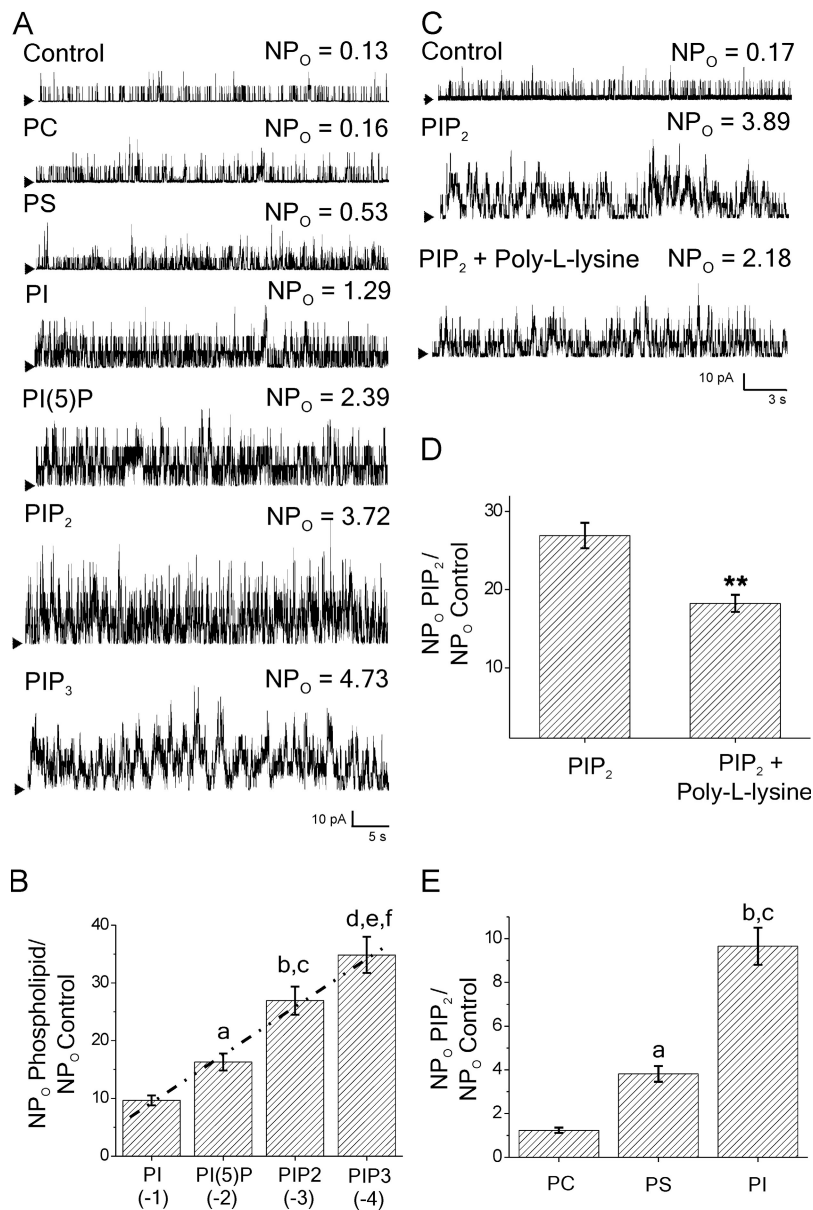 A
Control NPO = 0.13
PC NPO = 0.16
PS NPO = 0.53
PI NPO = 1.29
PI(5)P NPO = 2.39
PIP2 NPO = 3.72
PIP3 NPO = 4.73
10 pA
5 s
B
NPO Phospholipid/
NPO Control
40
30
20
10
0
a
b,c
d,e,f
PI PI(5)P PIP2 PIP3
(-1) (-2) (-3) (-4)
C
Control NPO = 0.17
PIP2 NPO = 3.89
PIP2 + Poly-L-lysine NPO = 2.18
10 pA
3 s
D
NPO PIP2/
NPO Control
30
20
10
**
PIP2 PIP2 +
Poly-L-lysine
E
NPO PIP2/
NPO Control
10
8
6
4
2
0
a
b,c
PC PS PI